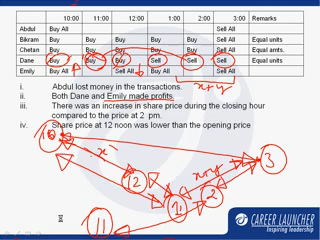 10:00 11:00 12:00 1:00 2:00 3:00 Remarks
Abdul Buy All Sell All
Bikram Buy Buy Buy Buy Buy Sell All Equal units
Chetan Buy Buy Buy Buy Buy Sell All Equal amts.
Dane Buy Buy Buy Sell Sell Sell Equal units
Emily Buy All Sell All Buy All Sell All
i. Abdul lost money in the transactions.
ii. Both Dane and Emily made profits.
iii. There was an increase in share price during the closing hour compared to the price at 2 pm.
iv. Share price at 12 noon was lower than the opening price
x+y
10
x
12
x+y
3
2
11
CAREER LAUNCHER